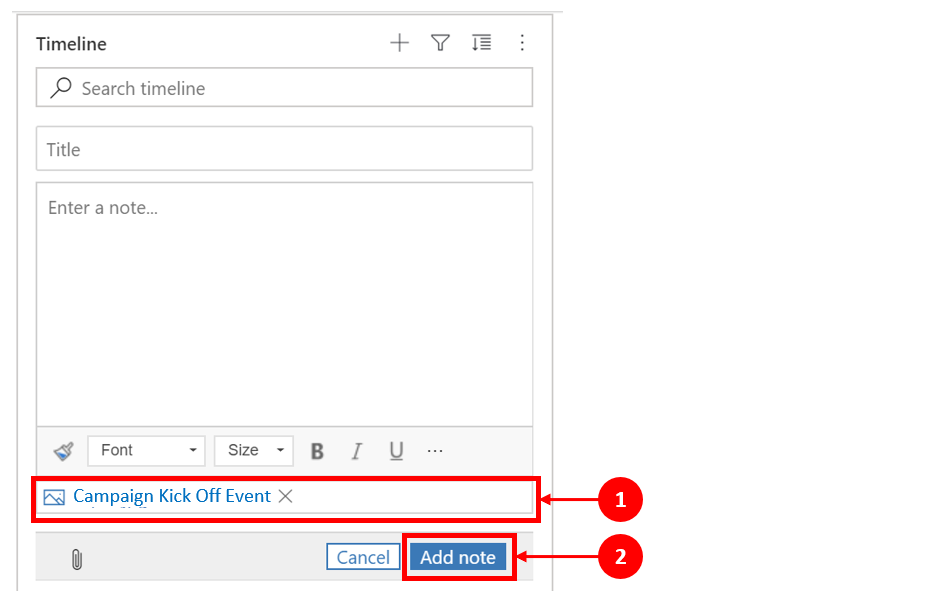 Timeline
Search timeline
Title
Enter a note...
Font Size B I U ...
Campaign Kick Off Event
1
Cancel Add note
2